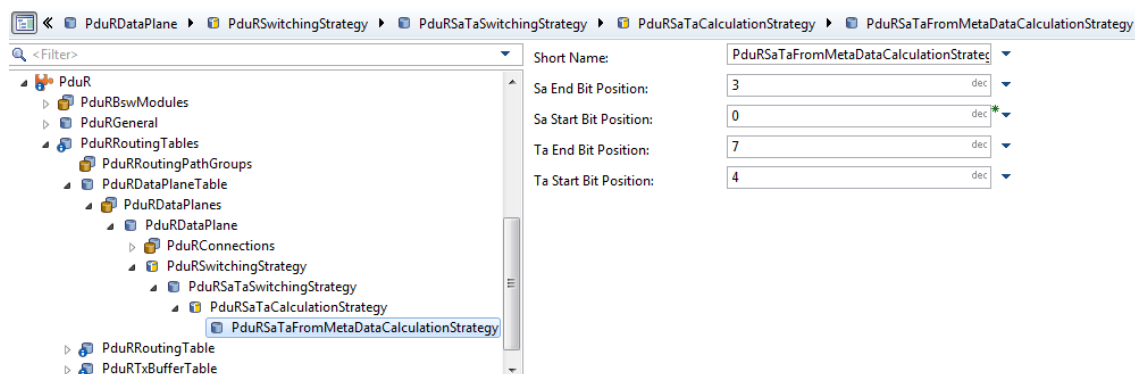 « PduRDataPlane PduRSwitchingStrategy PduRSaTaSwitchingStrategy PduRSaTaCalculationStrategy PduRSaTaFromMetaDataCalculationStrategy
<Filter>
PduR
PduRBswModules
PduRGeneral
PduRRoutingTables
PduRRoutingPathGroups
PduRDataPlaneTable
PduRDataPlanes
PduRDataPlane
PduRConnections
PduRSwitchingStrategy
PduRSaTaSwitchingStrategy
PduRSaTaCalculationStrategy
PduRSaTaFromMetaDataCalculationStrategy
PduRRoutingTable
PduRTxBufferTable
Short Name: PduRSaTaFromMetaDataCalculationStrateg
Sa End Bit Position: 3 dec
Sa Start Bit Position: 0 dec *
Ta End Bit Position: 7 dec
Ta Start Bit Position: 4 dec